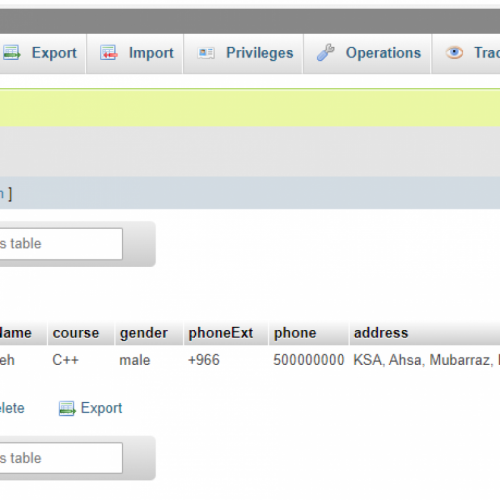 Export Import Privileges Operations Trac
n ]
s table
Name course gender phoneExt phone address
eh C++ male +966 500000000 KSA, Ahsa, Mubarraz,
elete Export
s table